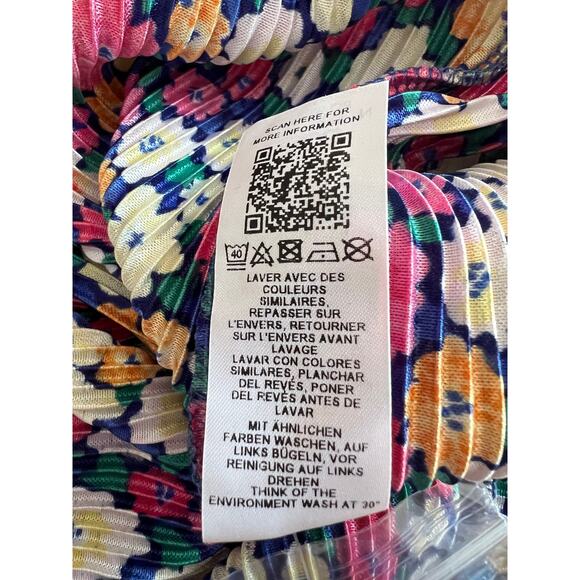 SCAN HERE FOR
MORE INFORMATION
40
LAVER AVEC DES
COULEURS
SIMILAIRES,
REPASSER SUR
L'ENVERS, RETOURNER
SUR L'ENVERS AVANT
LAVAGE
LAVAR CON COLORES
SIMILARES, PLANCHAR
DEL REVÉS, PONER
DEL REVÉS ANTES DE
LAVAR
MIT ÄHNLICHEN
FARBEN WASCHEN, AUF
LINKS BÜGELN, VOR
REINIGUNG AUF LINKS
DREHEN
THINK OF THE
ENVIRONMENT WASH AT 30°